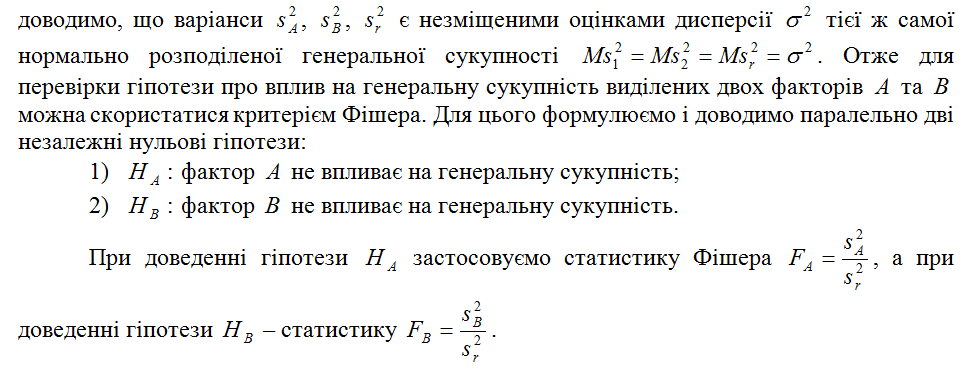 доводимо, що варіанси $s_A^2$, $s_B^2$, $s_r^2$ є незміщеними оцінками дисперсії $\sigma^2$ тієї ж самої
нормально розподіленої генеральної сукупності $Ms_1^2 = Ms_2^2 = Ms_r^2 = \sigma^2$. Отже для
перевірки гіпотези про вплив на генеральну сукупність виділених двох факторів $A$ та $B$
можна скористатися критерієм Фішера. Для цього формулюємо і доводимо паралельно дві
незалежні нульові гіпотези:
1) $H_A$ : фактор $A$ не впливає на генеральну сукупність;
2) $H_B$ : фактор $B$ не впливає на генеральну сукупність.
При доведенні гіпотези $H_A$ застосовуємо статистику Фішера $F_A = \frac{s_A^2}{s_r^2}$, а при
доведенні гіпотези $H_B$ – статистику $F_B = \frac{s_B^2}{s_r^2}$.